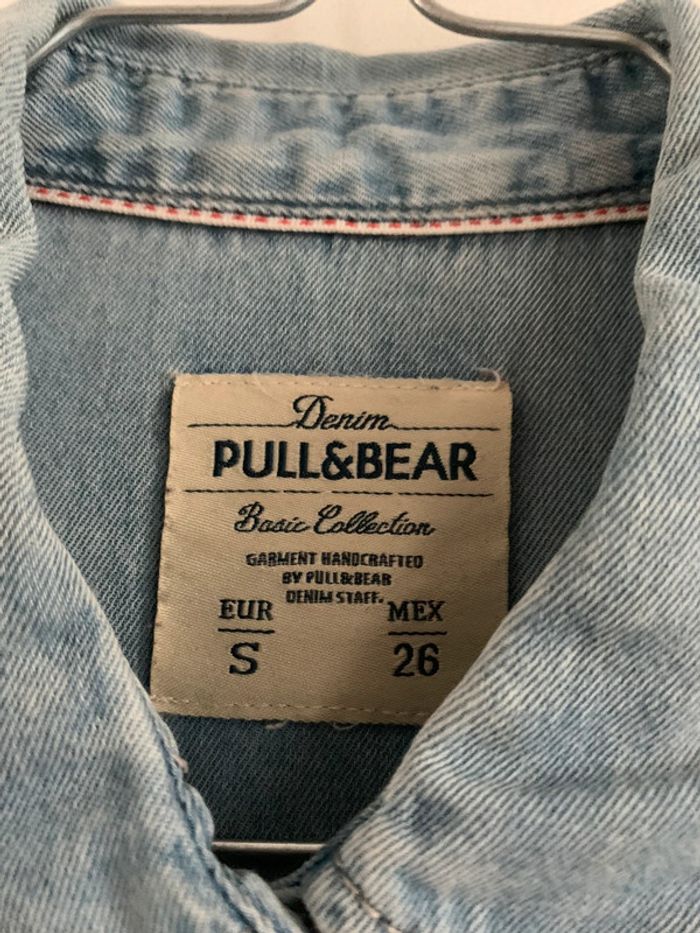 Denim
PULL&BEAR
Basic Collection
GARMENT HANDCRAFTED
BY PULL&BEAR
DENIM STAFF.
EUR MEX
S 26